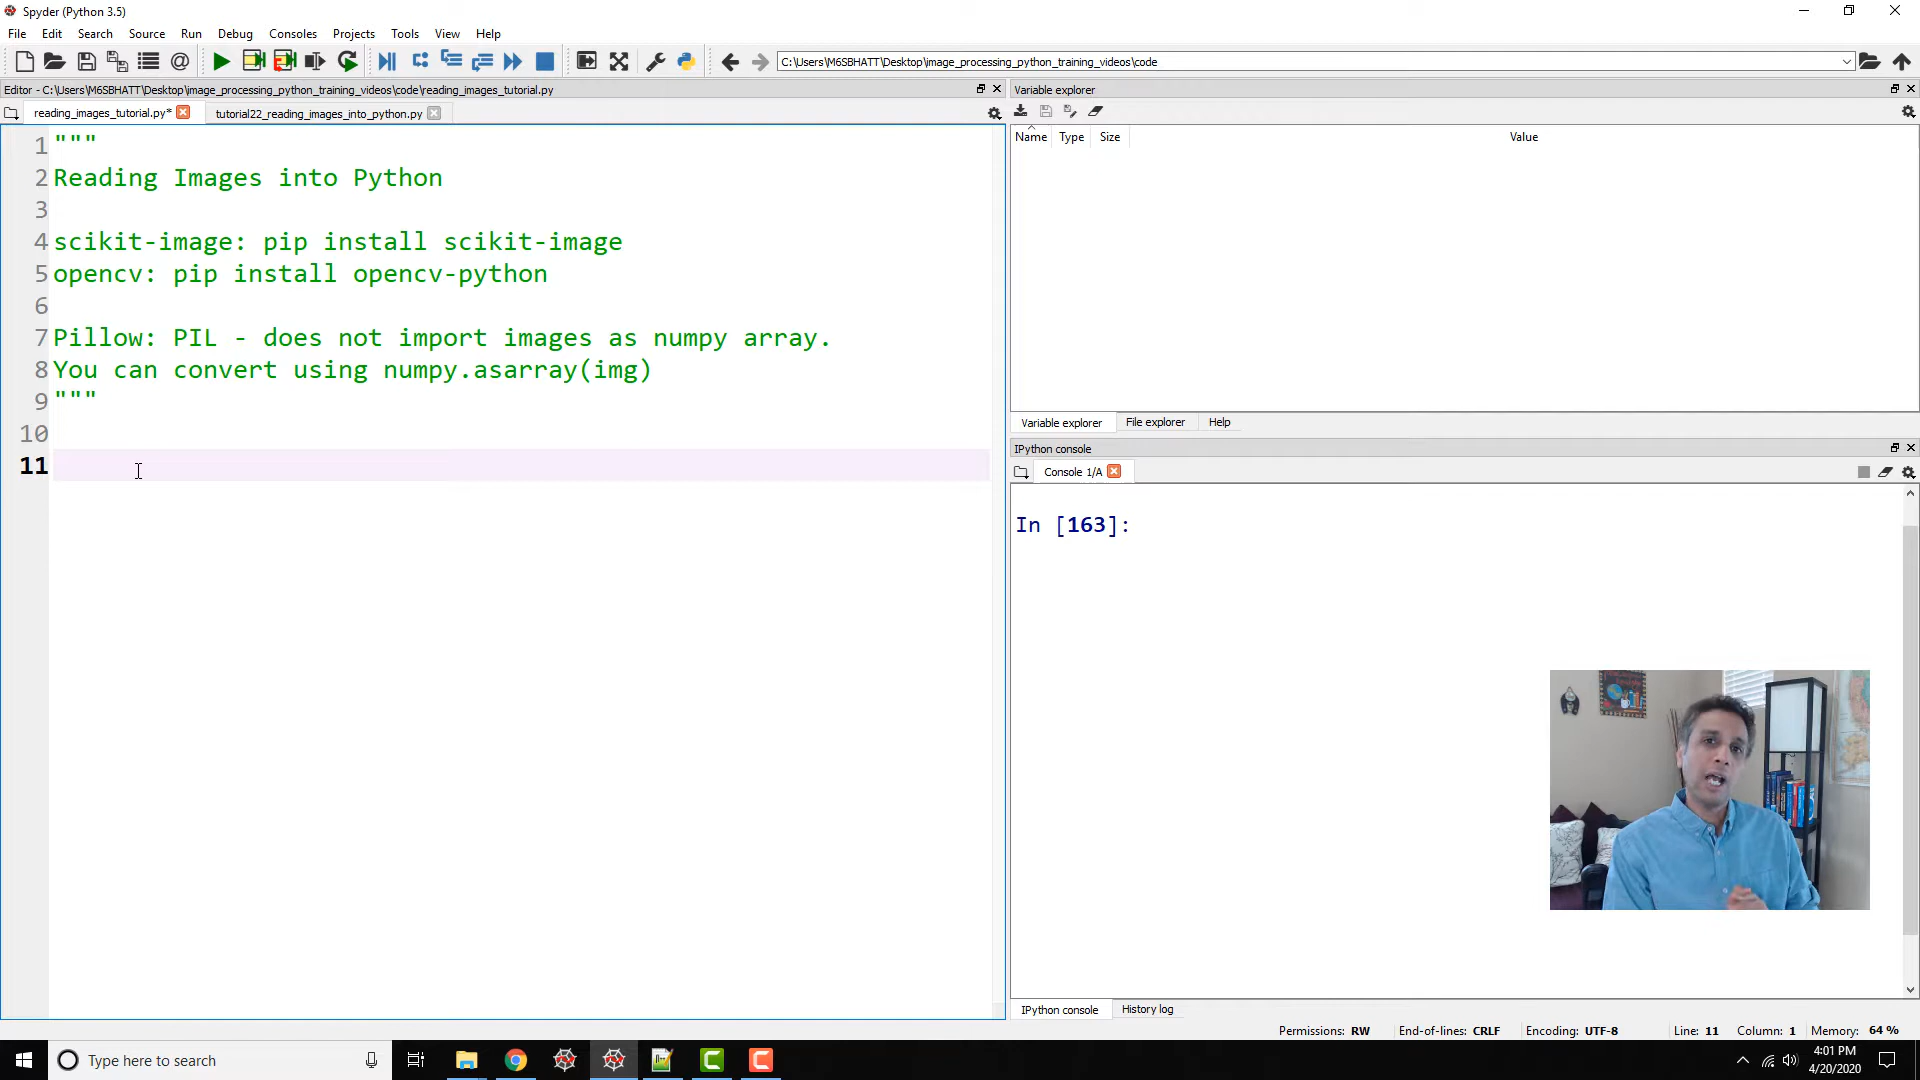 Spyder (Python 3.5)
File Edit Search Source Run Debug Consoles Projects Tools View Help
C:\Users\M6SBHATT\Desktop\image_processing_python_training_videos\code
Editor - C:\Users\M6SBHATT\Desktop\image_processing_python_training_videos\code\reading_images_tutorial.py
reading_images_tutorial.py* tutorial22_reading_images_into_python.py
1 """
2 Reading Images into Python
3
4 scikit-image: pip install scikit-image
5 opencv: pip install opencv-python
6
7 Pillow: PIL - does not import images as numpy array.
8 You can convert using numpy.asarray(img)
9 """
10
11
Variable explorer
Name Type Size Value
Variable explorer File explorer Help
IPython console
Console 1/A
In [163]:
IPython console History log
Permissions: RW End-of-lines: CRLF Encoding: UTF-8 Line: 11 Column: 1 Memory: 64 %
Type here to search
4:01 PM
4/20/2020